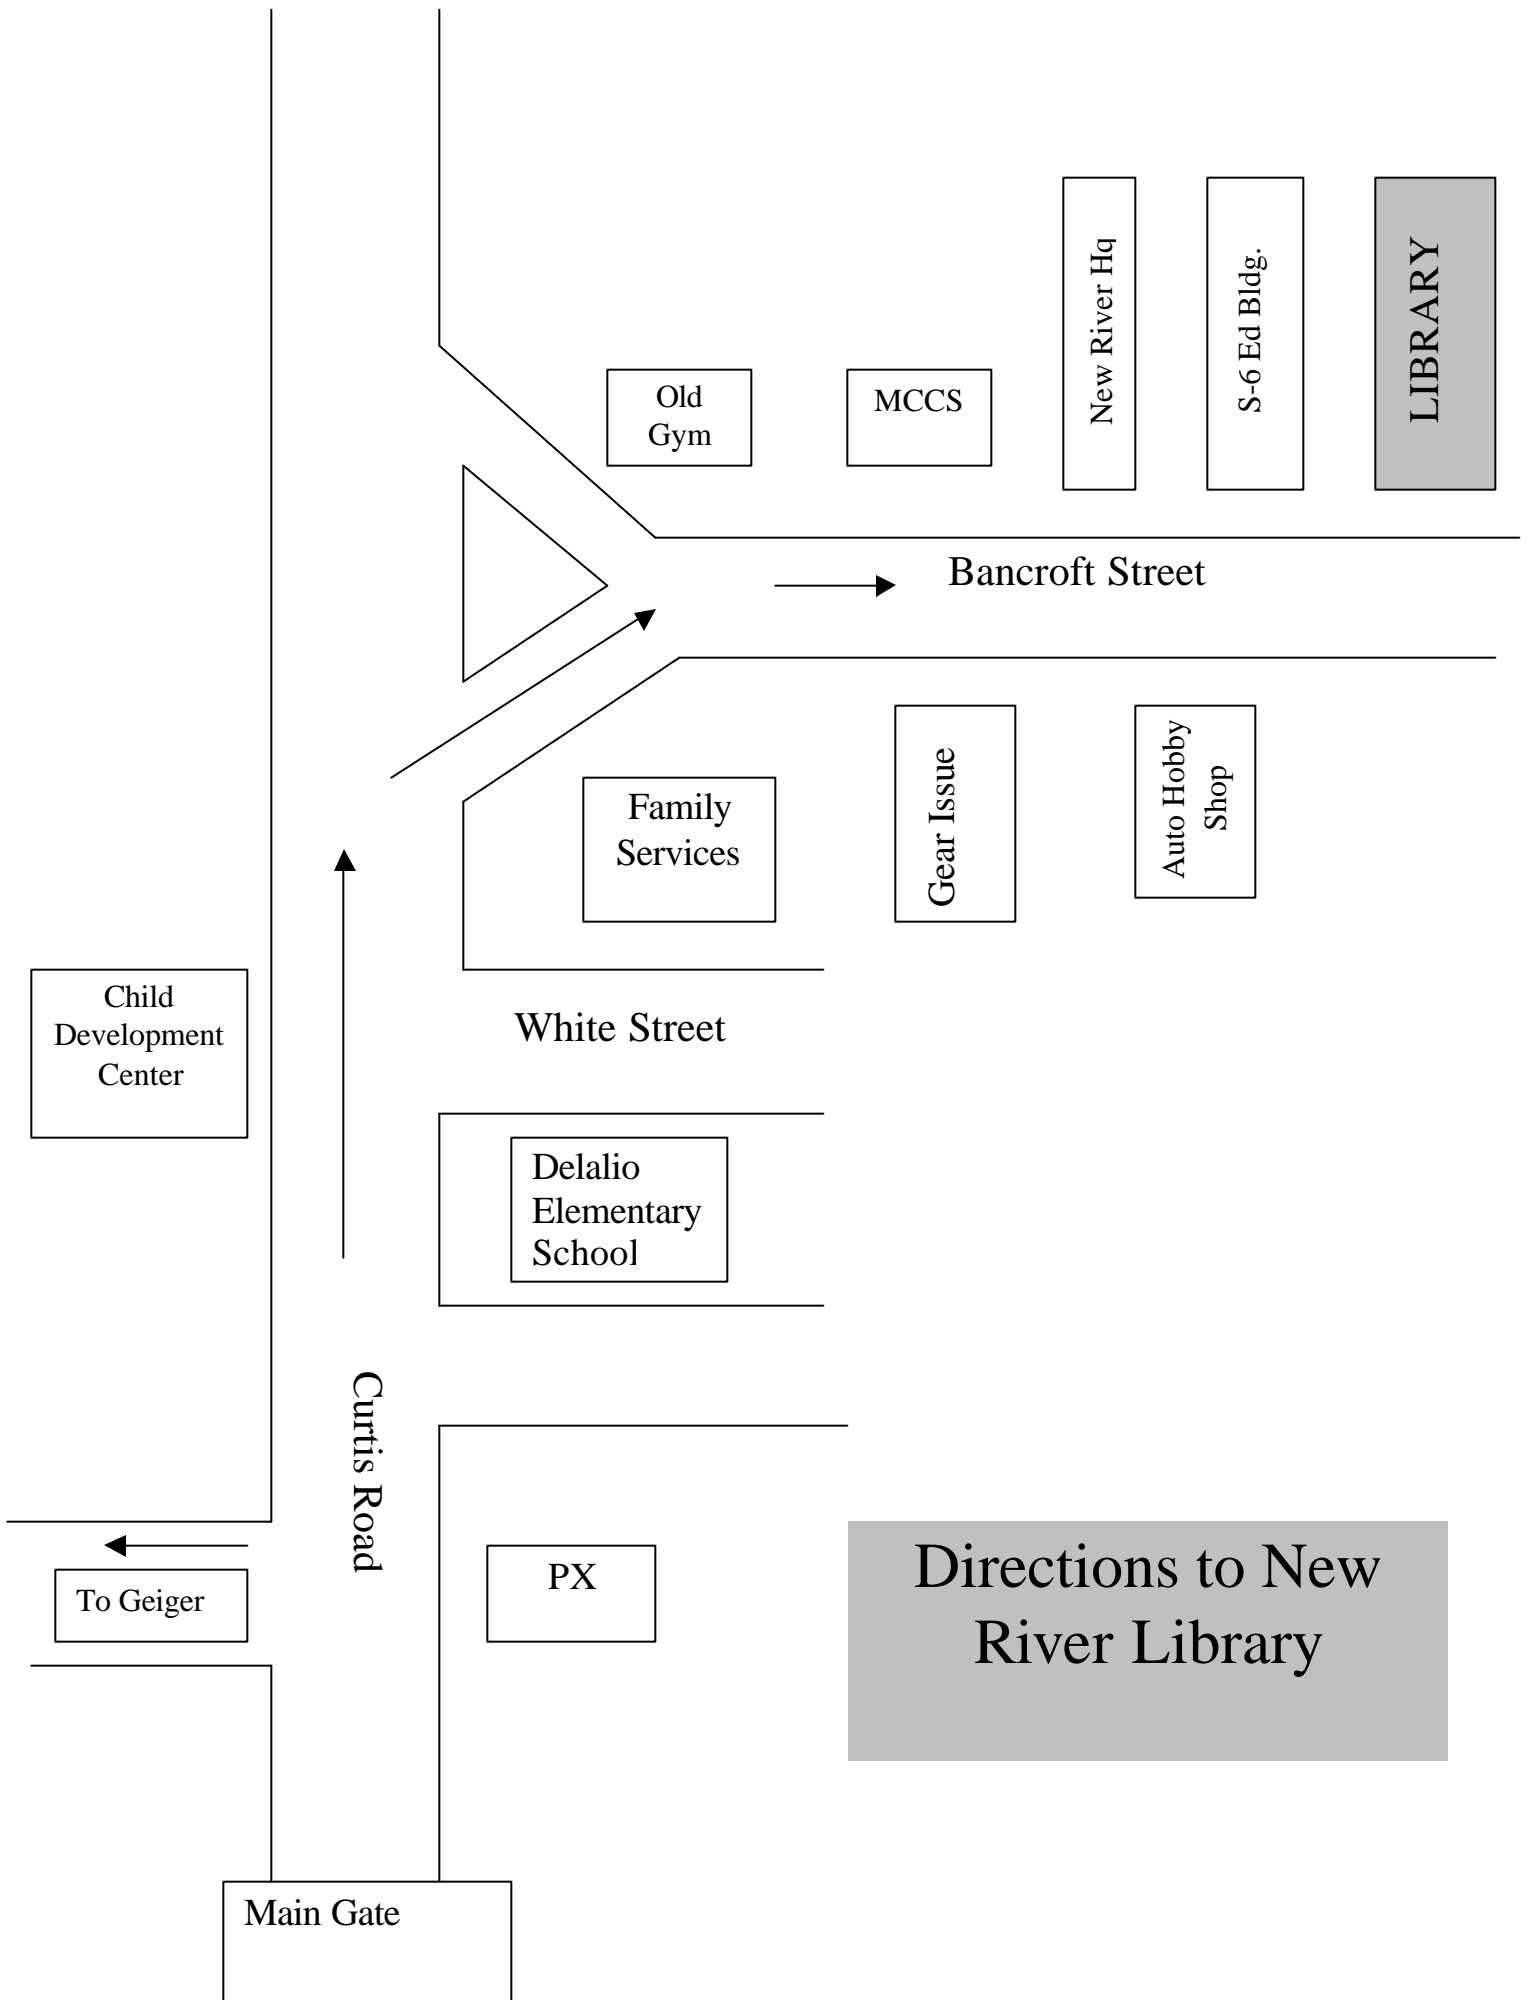 New River Hq
S-6 Ed Bldg.
LIBRARY
Old
Gym
MCCS
Bancroft Street
Family
Services
Gear Issue
Auto Hobby
Shop
Child
Development
Center
White Street
Delalio
Elementary
School
Curtis Road
To Geiger
PX
Directions to New
River Library
Main Gate